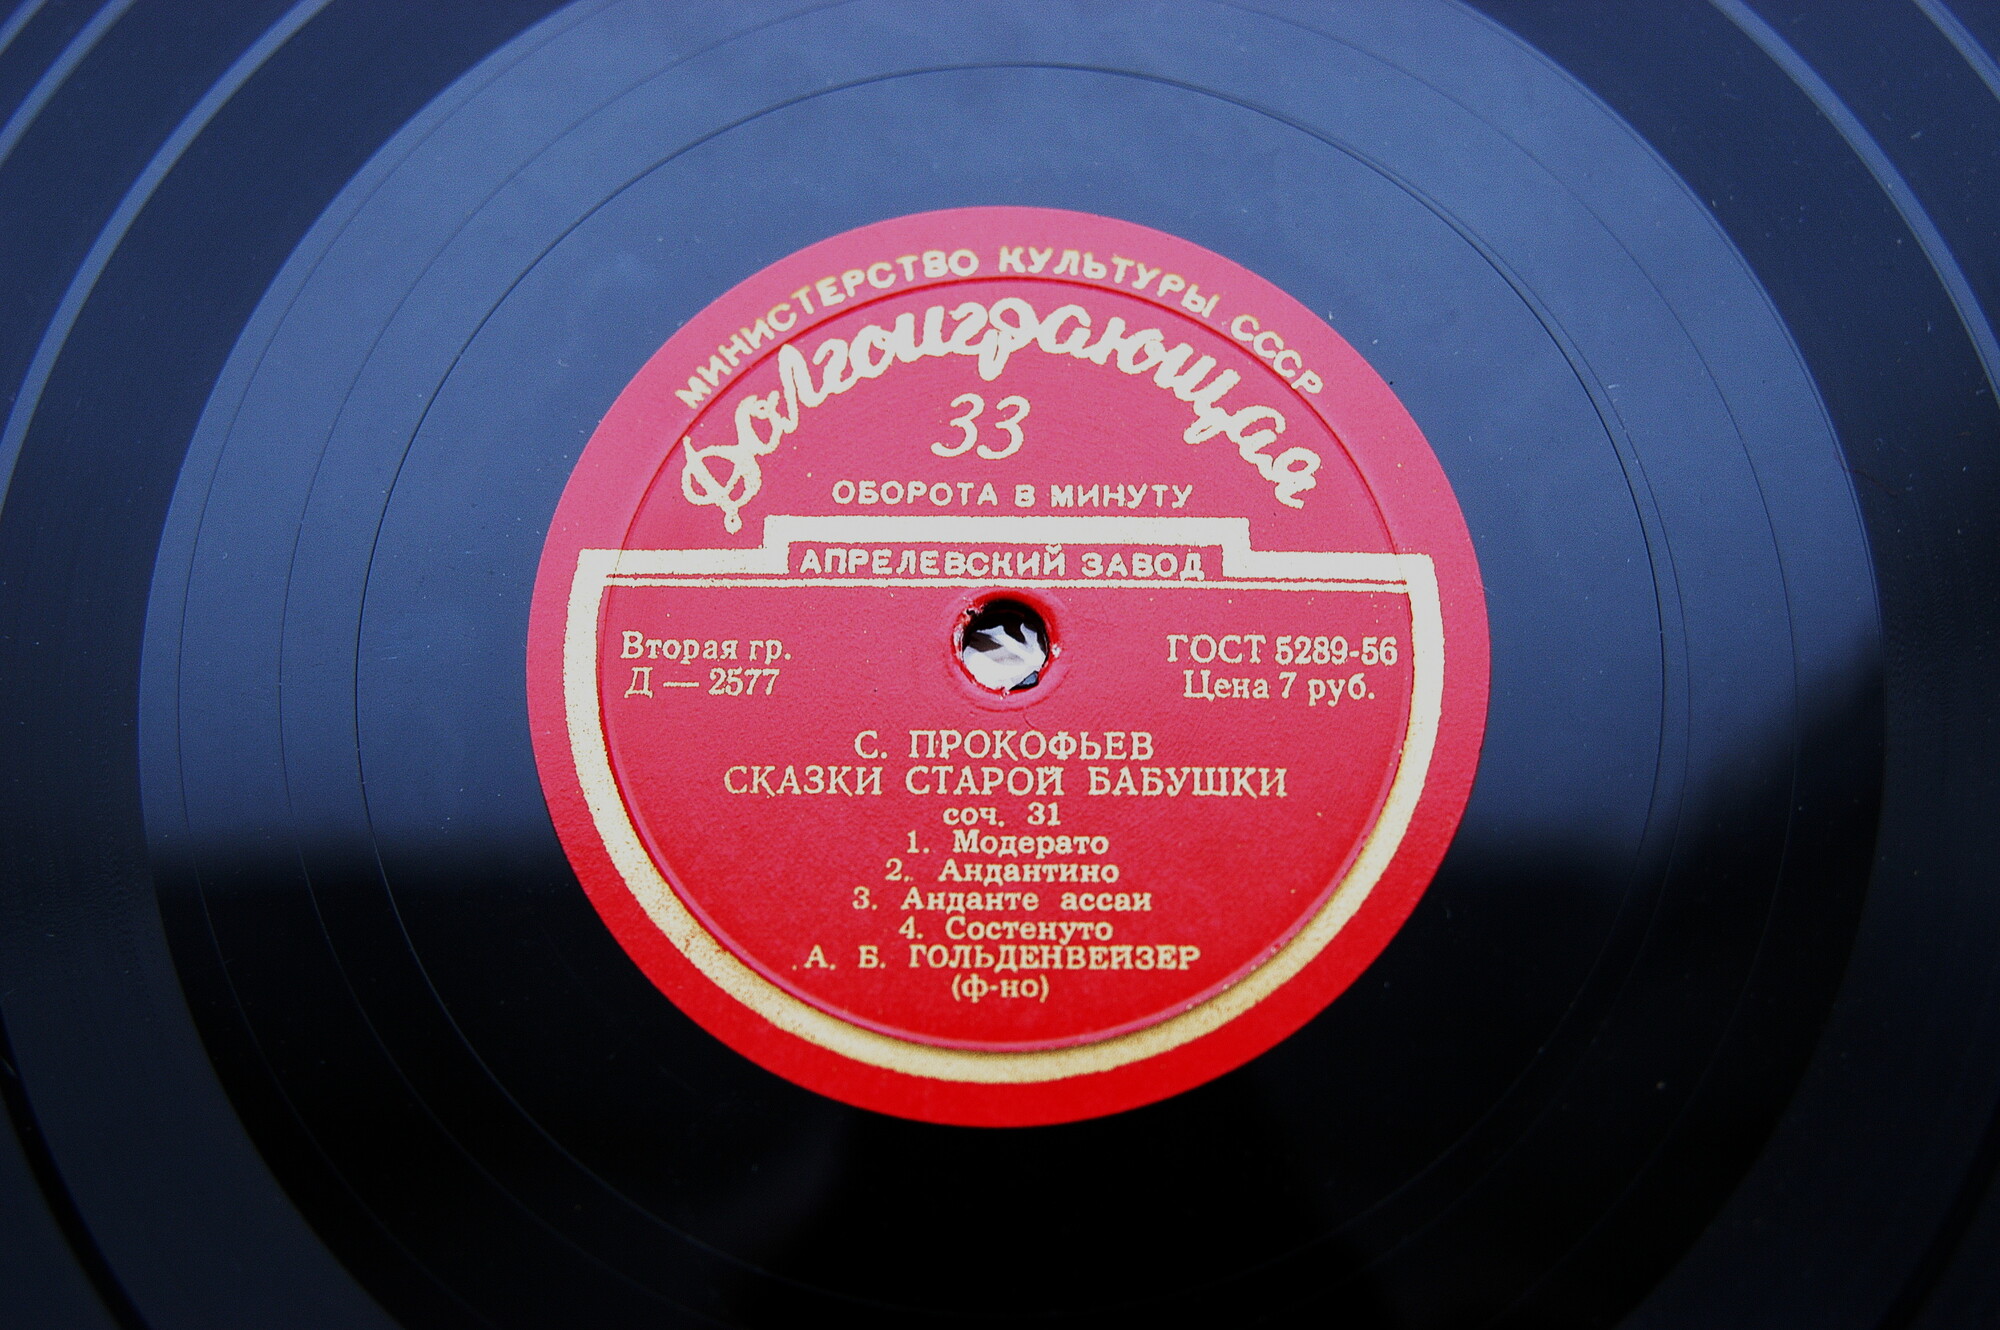 МИНИСТЕРСТВО КУЛЬТУРЫ СССР
Долгоиграющая
33
ОБОРОТА В МИНУТУ
АПРЕЛЕВСКИЙ ЗАВОД
Вторая гр.
Д — 2577
ГОСТ 5289-56
Цена 7 руб.
С. ПРОКОФЬЕВ
СКАЗКИ СТАРОЙ БАБУШКИ
соч. 31
1. Модерато
2. Андантино
3. Анданте ассаи
4. Состенуто
А. Б. ГОЛЬДЕНВЕЙЗЕР
(ф-но)